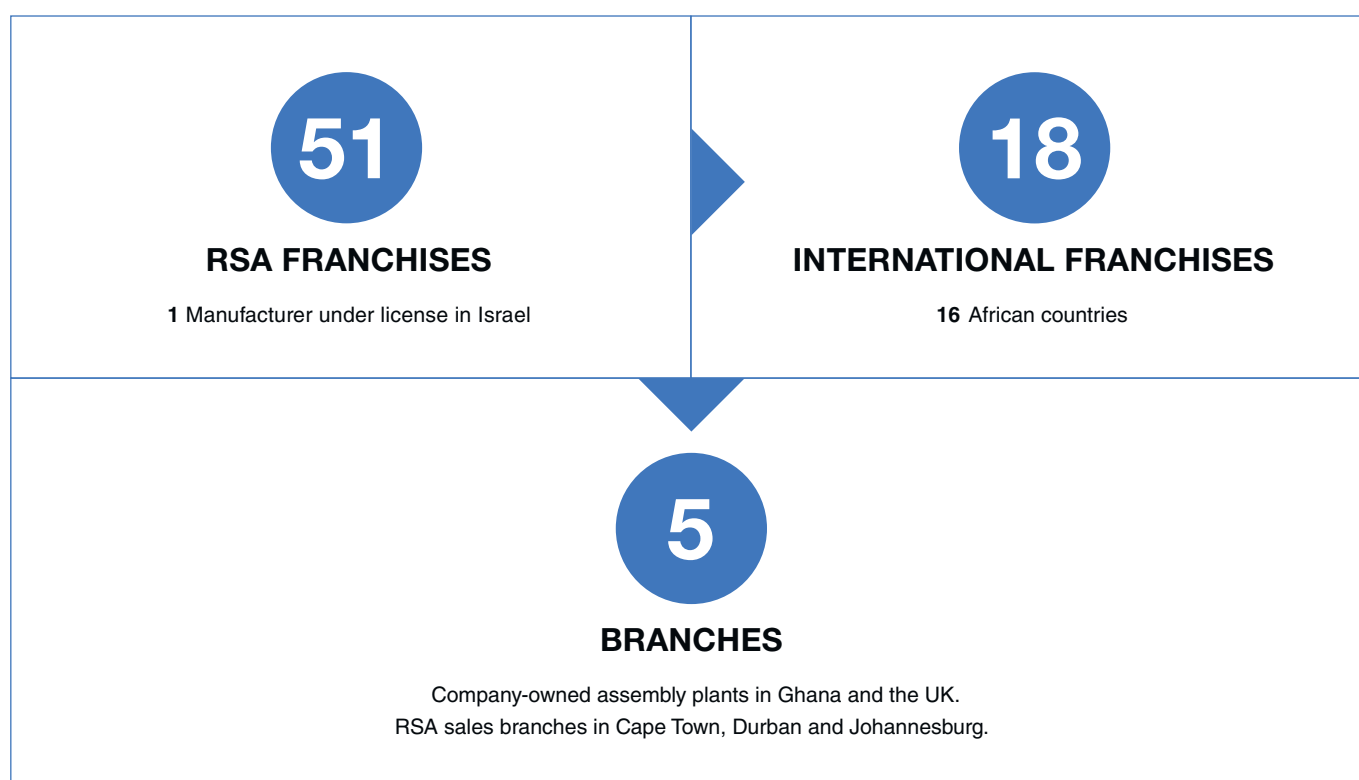 51
RSA FRANCHISES
1 Manufacturer under license in Israel
18
INTERNATIONAL FRANCHISES
16 African countries
5
BRANCHES
Company-owned assembly plants in Ghana and the UK.
RSA sales branches in Cape Town, Durban and Johannesburg.